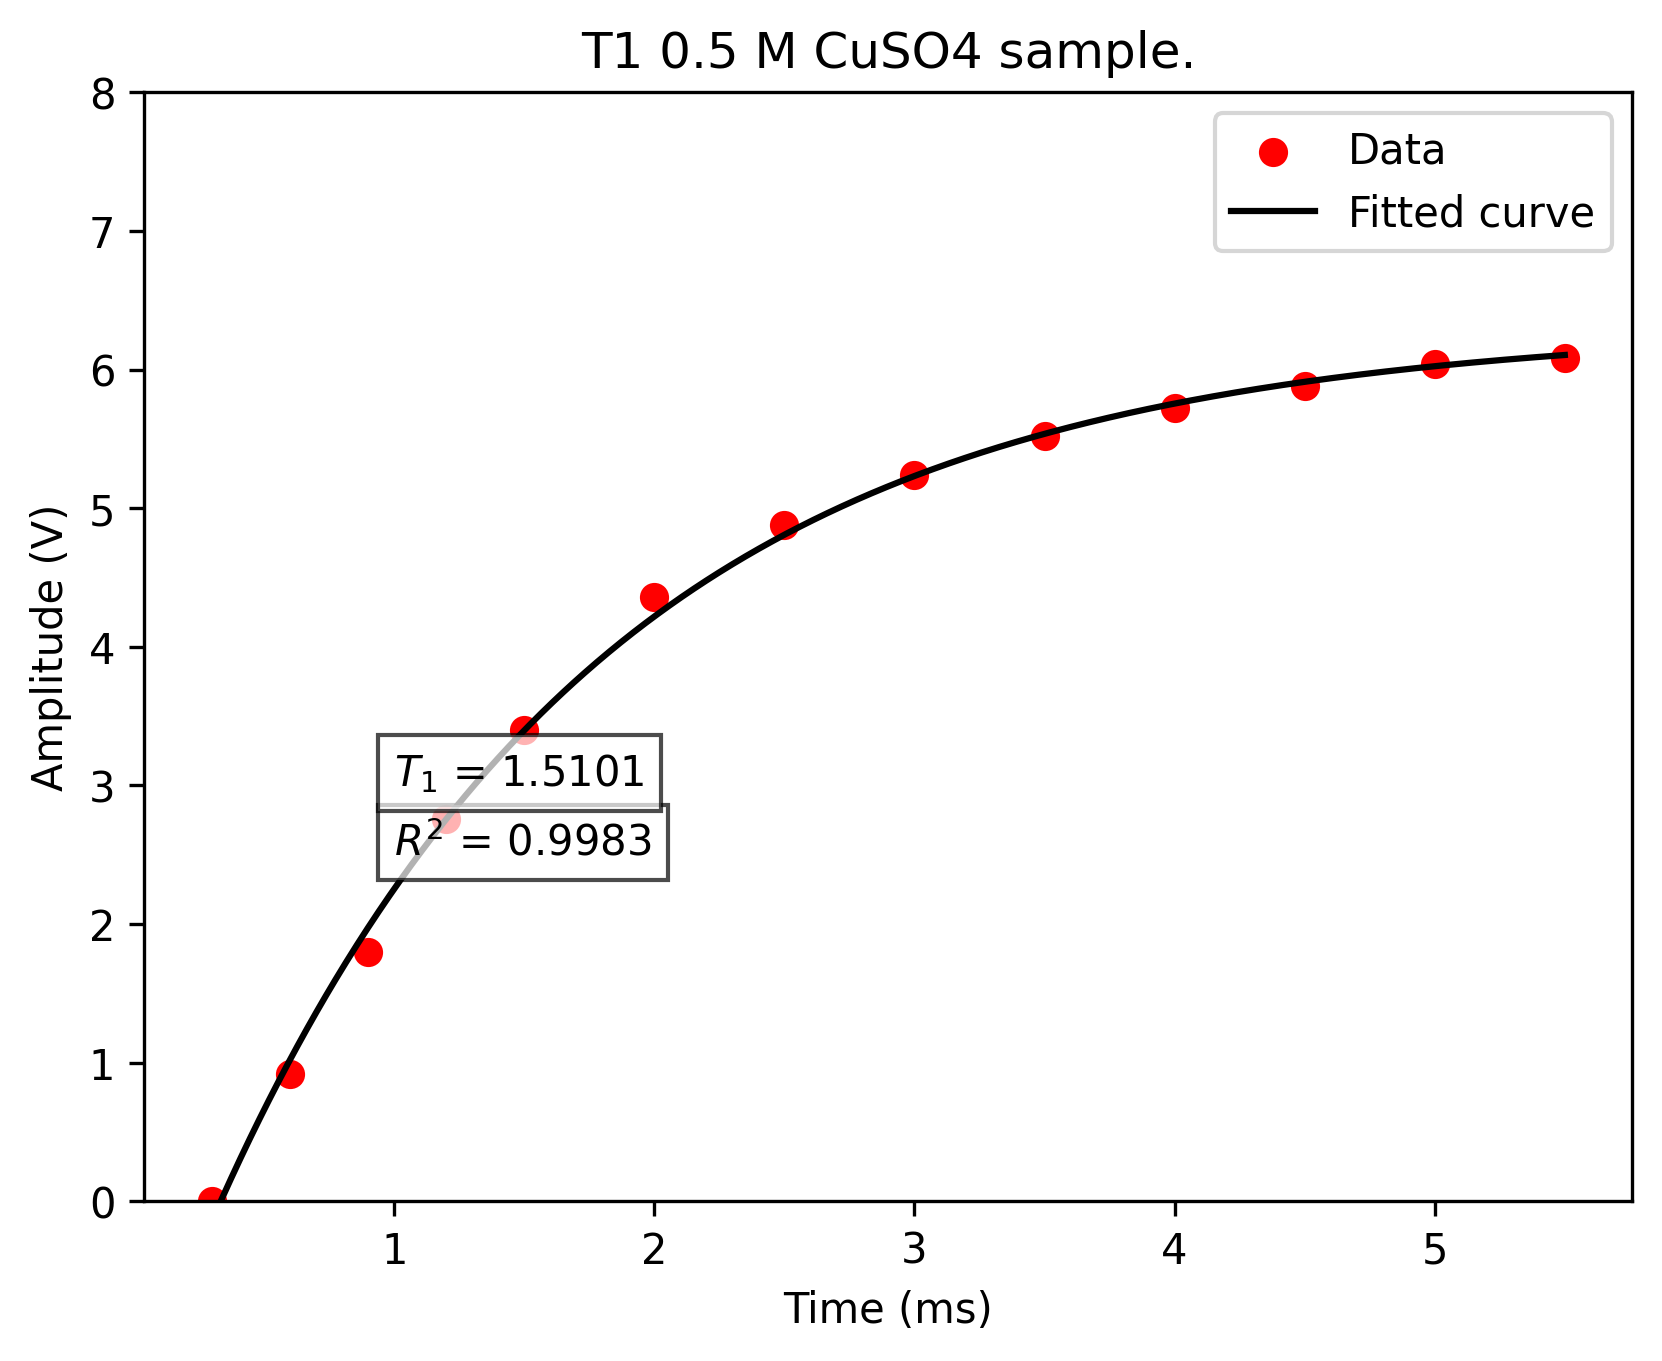 T1 0.5 M CuSO4 sample.
8
7
6
5
4
3
2
1
0
Amplitude (V)
Data
Fitted curve
T₁ = 1.5101
R² = 0.9983
1 2 3 4 5
Time (ms)